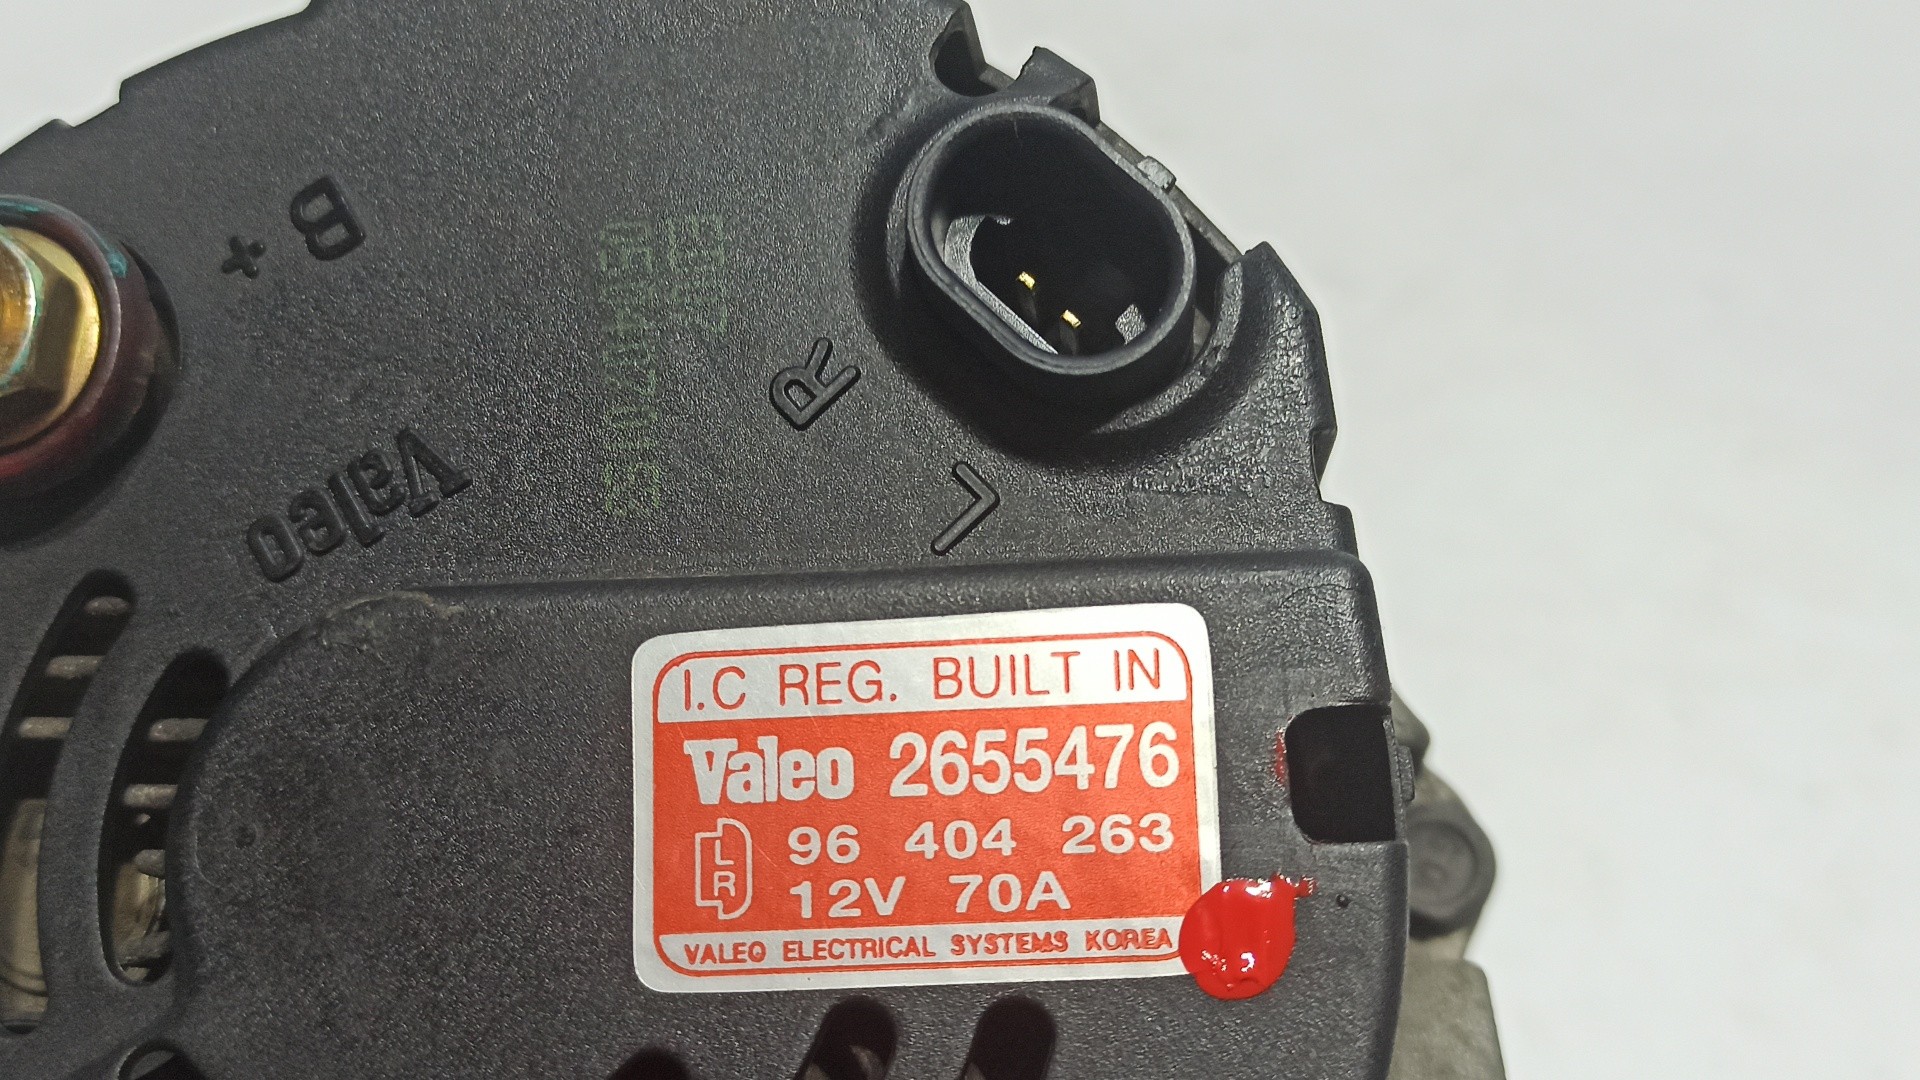 B +
Valeo
R
L
I.C REG. BUILT IN
Valeo 2655476
L
R
96 404 263
12V 70A
VALEO ELECTRICAL SYSTEMS KOREA